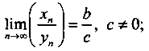 lim_{n→∞} (x_n / y_n) = b / c, c ≠ 0;